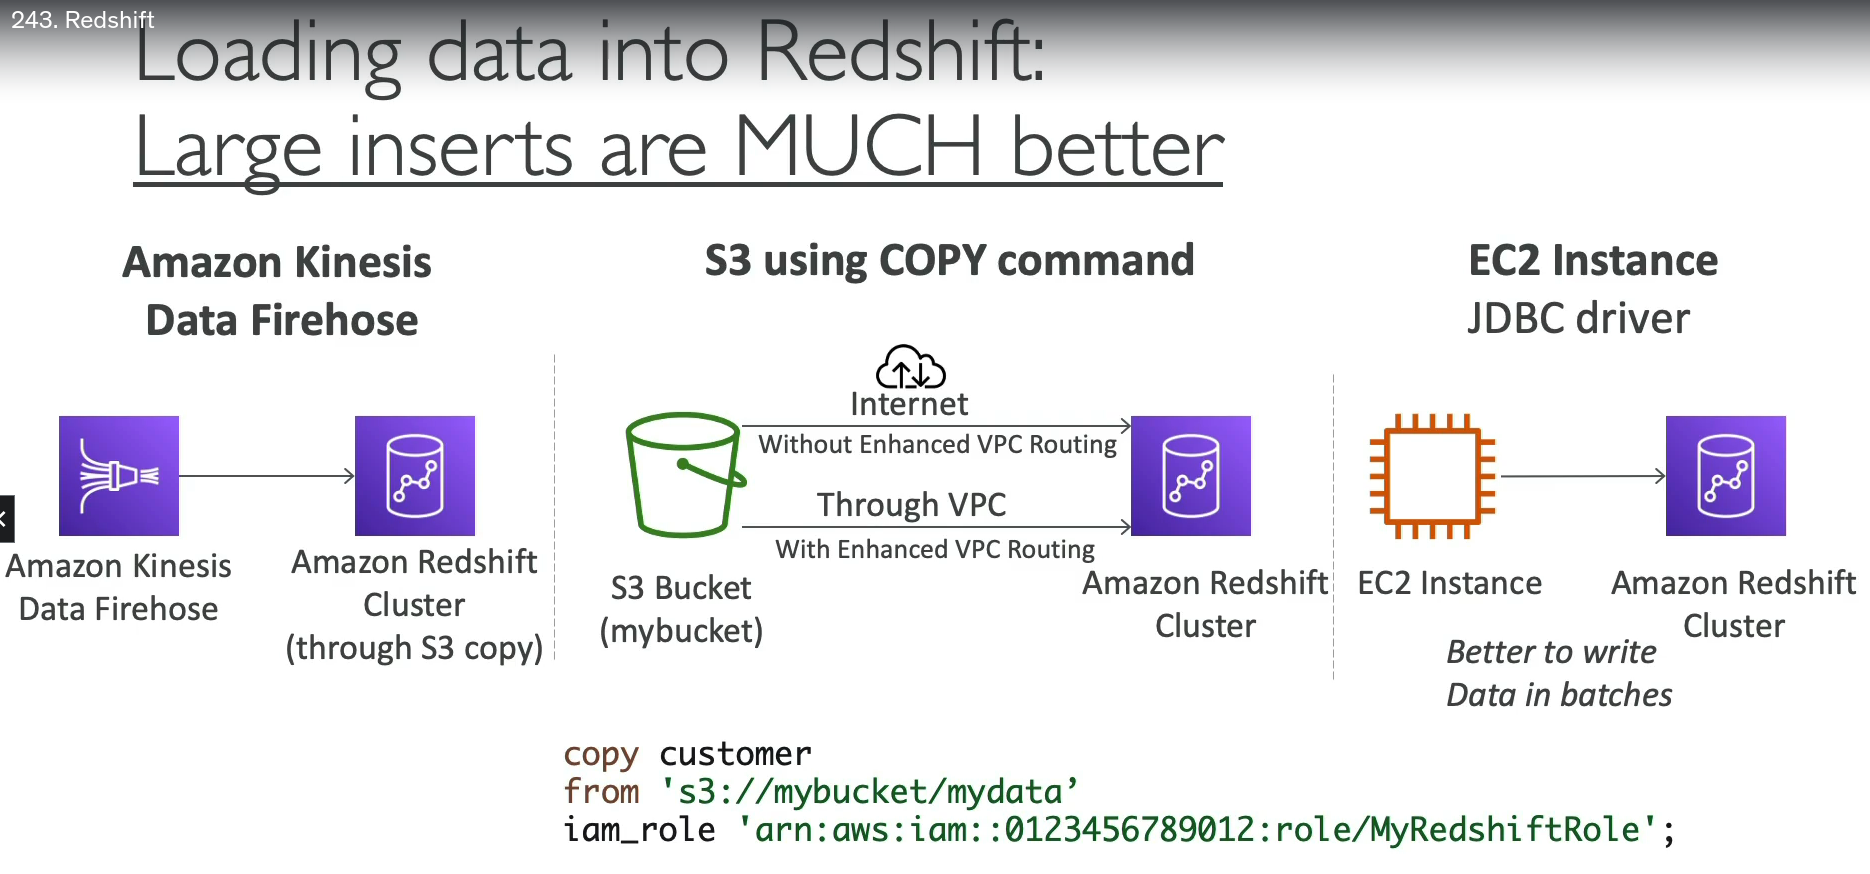 243. Redshift
Loading data into Redshift:
Large inserts are MUCH better
Amazon Kinesis
Data Firehose
Amazon Kinesis
Data Firehose
Amazon Redshift
Cluster
(through S3 copy)
S3 using COPY command
Internet
Without Enhanced VPC Routing
Through VPC
With Enhanced VPC Routing
S3 Bucket
(mybucket)
Amazon Redshift
Cluster
EC2 Instance
JDBC driver
EC2 Instance
Amazon Redshift
Cluster
Better to write
Data in batches
copy customer
from 's3://mybucket/mydata’
iam_role 'arn:aws:iam::0123456789012:role/MyRedshiftRole';